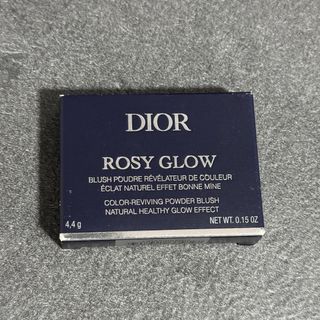 DIOR
ROSY GLOW
BLUSH POUDRE RÉVÉLATEUR DE COULEUR
ÉCLAT NATUREL EFFET BONNE MINE
COLOR-REVIVING POWDER BLUSH
NATURAL HEALTHY GLOW EFFECT
4,4 g NET WT. 0.15 OZ